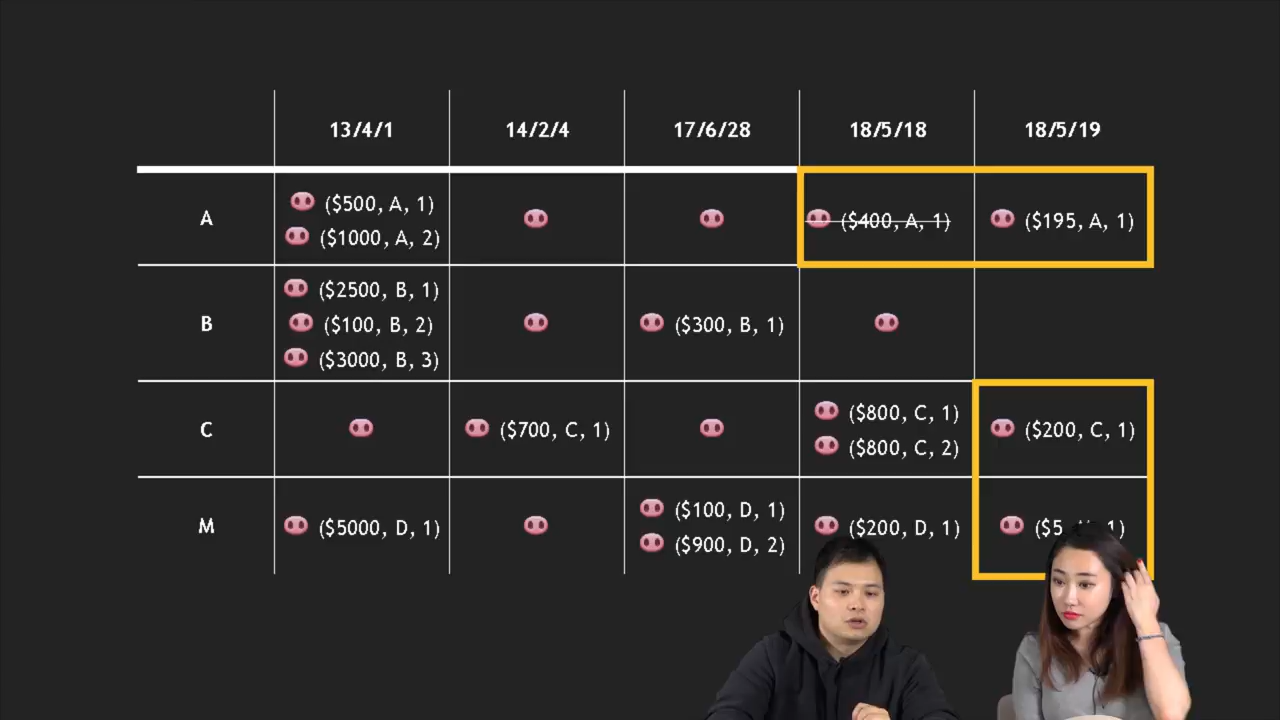 13/4/1 14/2/4 17/6/28 18/5/18 18/5/19
A
($500, A, 1)
($1000, A, 2)
($400, A, 1)
($195, A, 1)
B
($2500, B, 1)
($100, B, 2)
($3000, B, 3)
($300, B, 1)
C
($700, C, 1)
($800, C, 1)
($800, C, 2)
($200, C, 1)
M
($5000, D, 1)
($100, D, 1)
($900, D, 2)
($200, D, 1)
($5, 1)